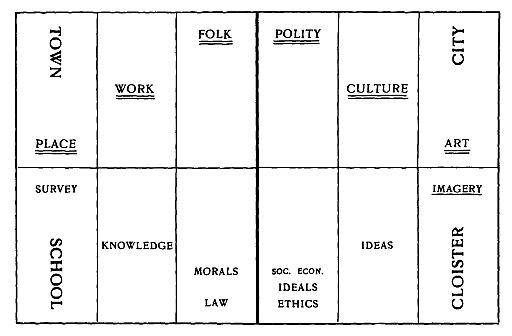 TOWN
PLACE
WORK
FOLK
POLITY
CULTURE
CITY
ART
SURVEY
SCHOOL
KNOWLEDGE
MORALS
LAW
SOC. ECON.
IDEALS
ETHICS
IDEAS
IMAGERY
CLOISTER